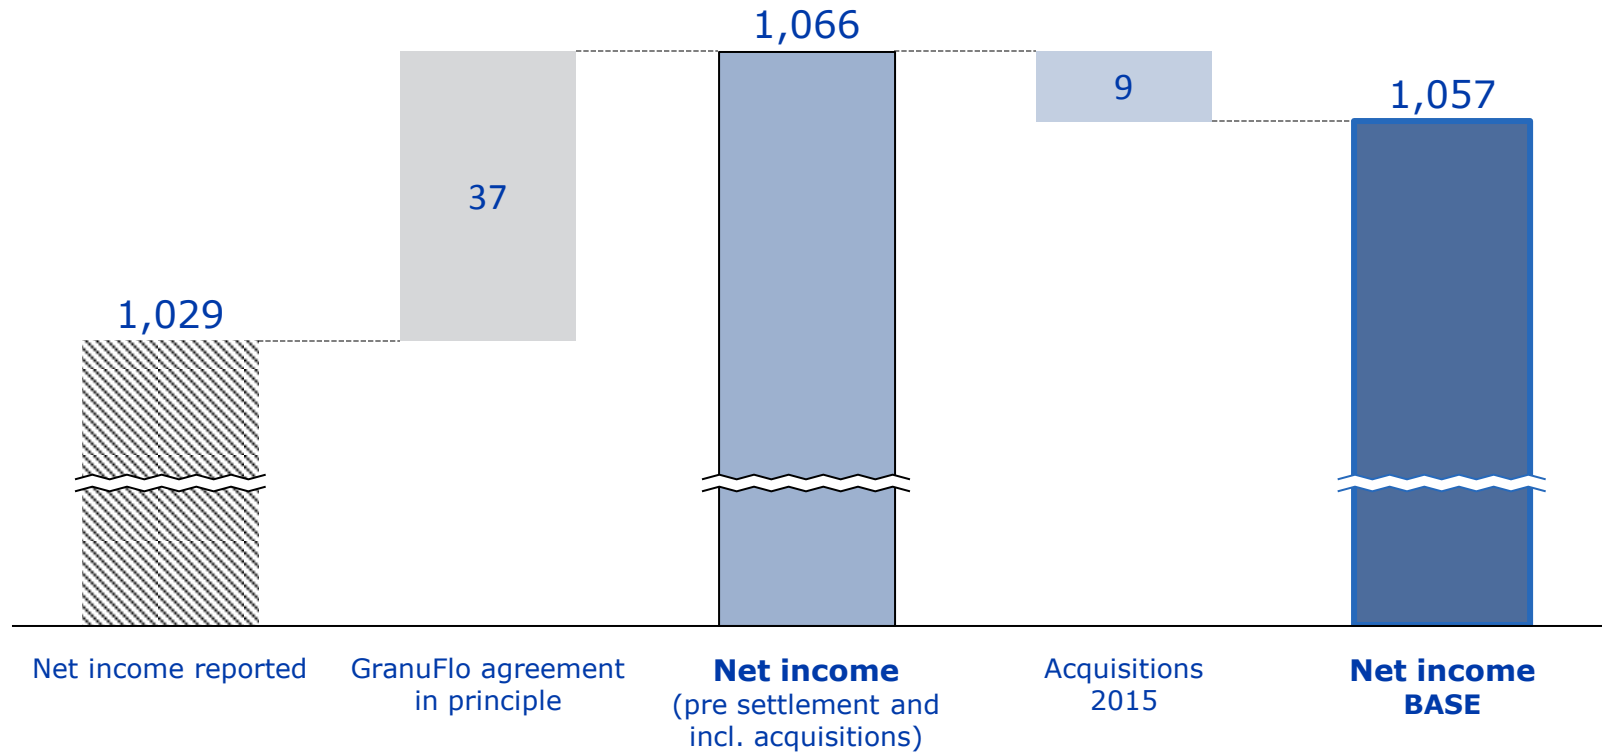 1,066
9
1,057
37
1,029
Net income reported
GranuFlo agreement
in principle
Net income
(pre settlement and
incl. acquisitions)
Acquisitions
2015
Net income
BASE